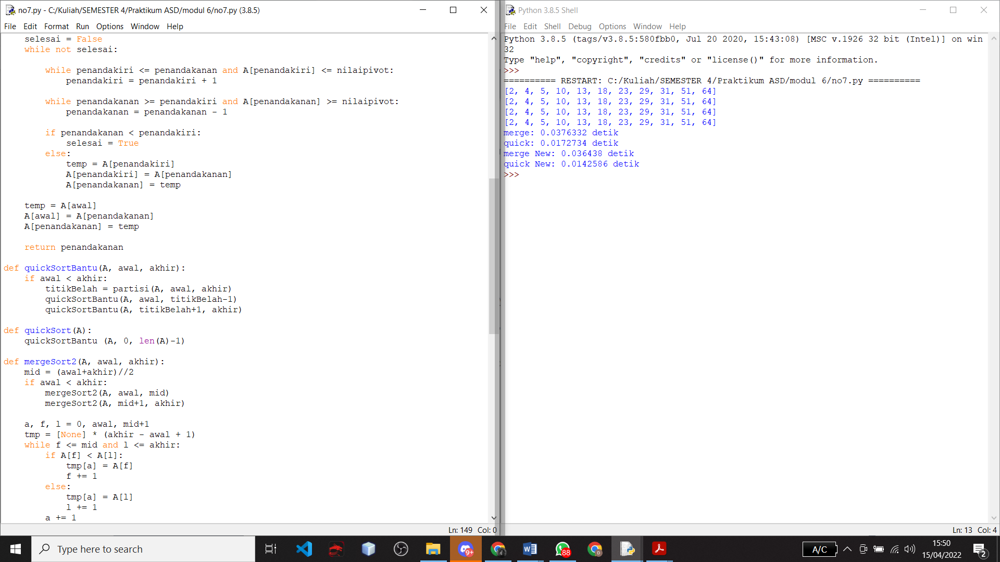 no7.py - C:/Kuliah/SEMESTER 4/Praktikum ASD/modul 6/no7.py (3.8.5)
File Edit Format Run Options Window Help
    selesai = False
    while not selesai:

        while penandakiri <= penandakanan and A[penandakiri] <= nilaipivot:
            penandakiri = penandakiri + 1

        while penandakanan >= penandakiri and A[penandakanan] >= nilaipivot:
            penandakanan = penandakanan - 1

        if penandakanan < penandakiri:
            selesai = True
        else:
            temp = A[penandakiri]
            A[penandakiri] = A[penandakanan]
            A[penandakanan] = temp

    temp = A[awal]
    A[awal] = A[penandakanan]
    A[penandakanan] = temp

    return penandakanan

def quickSortBantu(A, awal, akhir):
    if awal < akhir:
        titikBelah = partisi(A, awal, akhir)
        quickSortBantu(A, awal, titikBelah-1)
        quickSortBantu(A, titikBelah+1, akhir)

def quickSort(A):
    quickSortBantu (A, 0, len(A)-1)

def mergeSort2(A, awal, akhir):
    mid = (awal+akhir)//2
    if awal < akhir:
        mergeSort2(A, awal, mid)
        mergeSort2(A, mid+1, akhir)

    a, f, l = 0, awal, mid+1
    tmp = [None] * (akhir - awal + 1)
    while f <= mid and l <= akhir:
        if A[f] < A[l]:
            tmp[a] = A[f]
            f += 1
        else:
            tmp[a] = A[l]
            l += 1
        a += 1
Ln: 149 Col: 0
Python 3.8.5 Shell
File Edit Shell Debug Options Window Help
Python 3.8.5 (tags/v3.8.5:580fbb0, Jul 20 2020, 15:43:08) [MSC v.1926 32 bit (Intel)] on win
32
Type "help", "copyright", "credits" or "license()" for more information.
>>>
========== RESTART: C:/Kuliah/SEMESTER 4/Praktikum ASD/modul 6/no7.py ==========
[2, 4, 5, 10, 13, 18, 23, 29, 31, 51, 64]
[2, 4, 5, 10, 13, 18, 23, 29, 31, 51, 64]
[2, 4, 5, 10, 13, 18, 23, 29, 31, 51, 64]
[2, 4, 5, 10, 13, 18, 23, 29, 31, 51, 64]
merge: 0.0376332 detik
quick: 0.0172734 detik
merge New: 0.036438 detik
quick New: 0.0142586 detik
>>>
Ln: 13 Col: 4
Type here to search
9+
88
D
A/C
15:50
15/04/2022
2